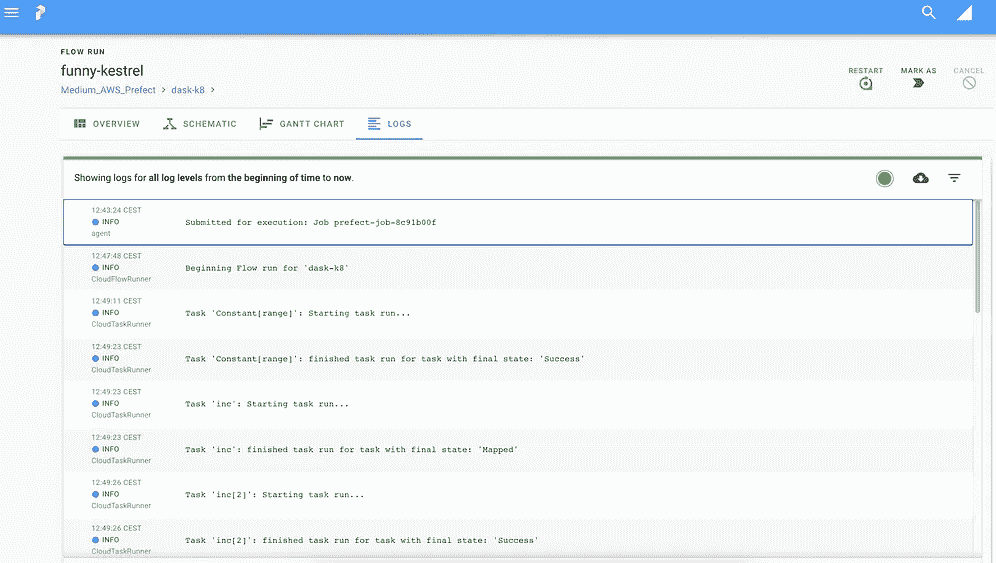 FLOW RUN
funny-kestrel
Medium_AWS_Prefect > dask-k8 >
RESTART MARK AS CANCEL
OVERVIEW SCHEMATIC GANTT CHART LOGS
Showing logs for all log levels from the beginning of time to now.
12:43:24 CEST
INFO Submitted for execution: Job prefect-job-8c91b00f
agent
12:47:48 CEST
INFO Beginning Flow run for 'dask-k8'
CloudFlowRunner
12:49:11 CEST
INFO Task 'Constant[range]': Starting task run...
CloudTaskRunner
12:49:23 CEST
INFO Task 'Constant[range]': finished task run for task with final state: 'Success'
CloudTaskRunner
12:49:23 CEST
INFO Task 'inc': Starting task run...
CloudTaskRunner
12:49:23 CEST
INFO Task 'inc': finished task run for task with final state: 'Mapped'
CloudTaskRunner
12:49:26 CEST
INFO Task 'inc[2]': Starting task run...
CloudTaskRunner
12:49:26 CEST
INFO Task 'inc[2]': finished task run for task with final state: 'Success'
CloudTaskRunner